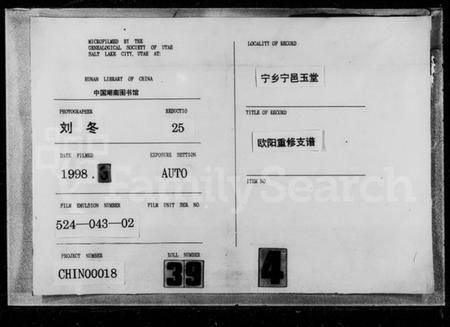 MICROFILMED BY THE
GENEALOGICAL SOCIETY OF UTAH
SALT LAKE CITY, UTAH AT:
HUNAN LIBRARY OF CHINA
中国湖南图书馆
PHOTOGRAPHER REDUCTIO
刘 冬 25
DATE FILMED EXPOSURE SETTION
1998. 6 AUTO
FILM EMULSION NUMBER FILM UNIT SER NO.
524—043—02
PROJECT NUMBER ROLL NUMBER
CHIN00018 39 4
LOCALITY OF RECORD
宁乡宁邑玉堂
TITLE OF RECORD
欧阳重修支谱
ITEM NO
FamilySearch